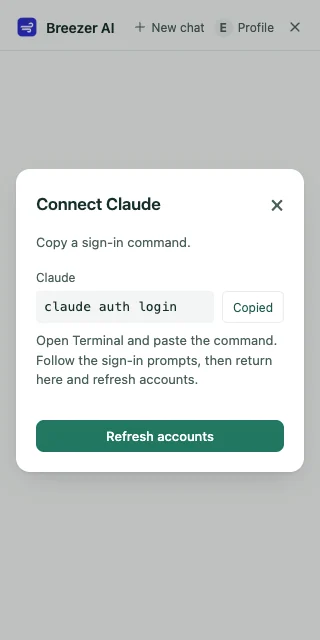 Breezer AI
New chat
E
Profile
Connect Claude
Copy a sign-in command.
Claude
claude auth login
Copied
Open Terminal and paste the command.
Follow the sign-in prompts, then return
here and refresh accounts.
Refresh accounts